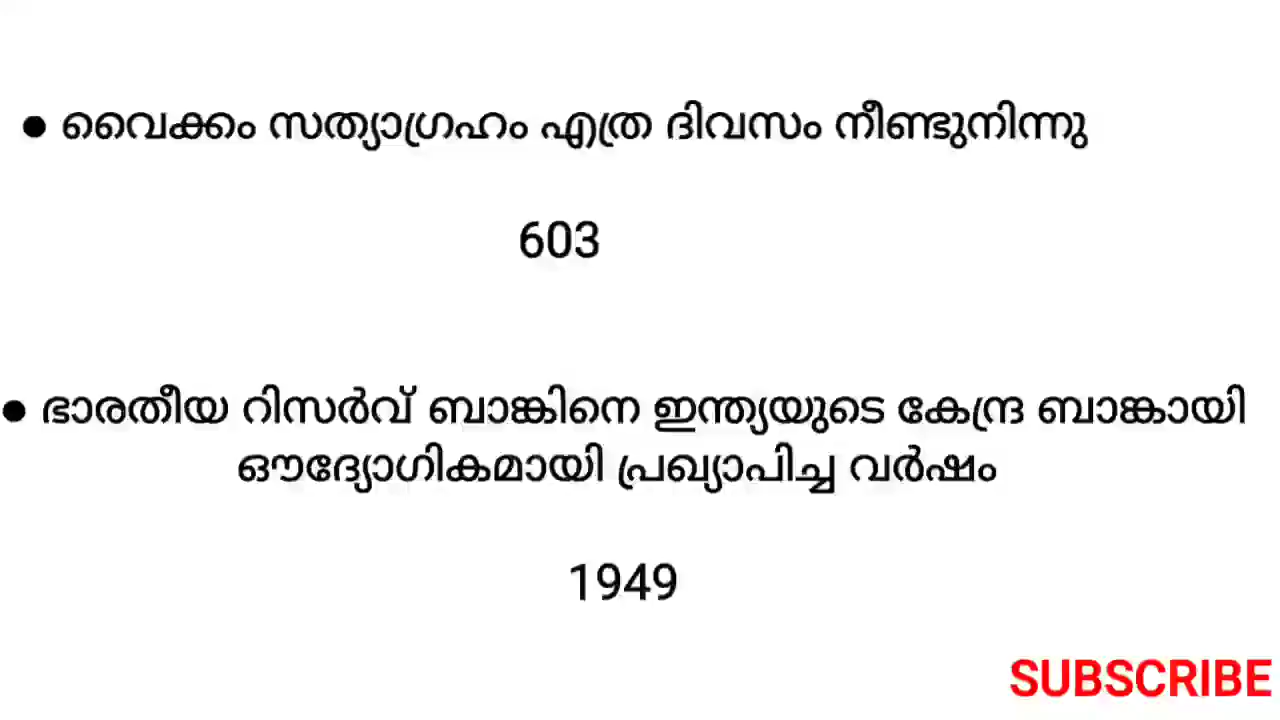 ● വൈക്കം സത്യാഗ്രഹം എത്ര ദിവസം നീണ്ടുനിന്നു
603
● ഭാരതീയ റിസർവ് ബാങ്കിനെ ഇന്ത്യയുടെ കേന്ദ്ര ബാങ്കായി
ഔദ്യോഗികമായി പ്രഖ്യാപിച്ച വർഷം
1949
SUBSCRIBE